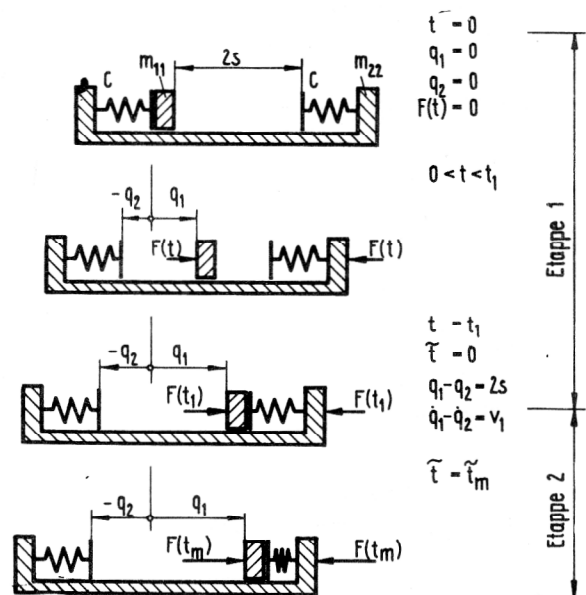 C
m₁₁
2s
C
m₂₂
t = 0
q₁ = 0
q₂ = 0
F(t) = 0
- q₂
q₁
F(t)
F(t)
0 < t < t₁
Etappe 1
- q₂
q₁
F(t₁)
F(t₁)
t - t₁
t̃ = 0
q₁-q₂ = 2s
q̇₁-q̇₂ = v₁
- q₂
q₁
F(tₘ)
F(tₘ)
t̃ = t̃ₘ
Etappe 2